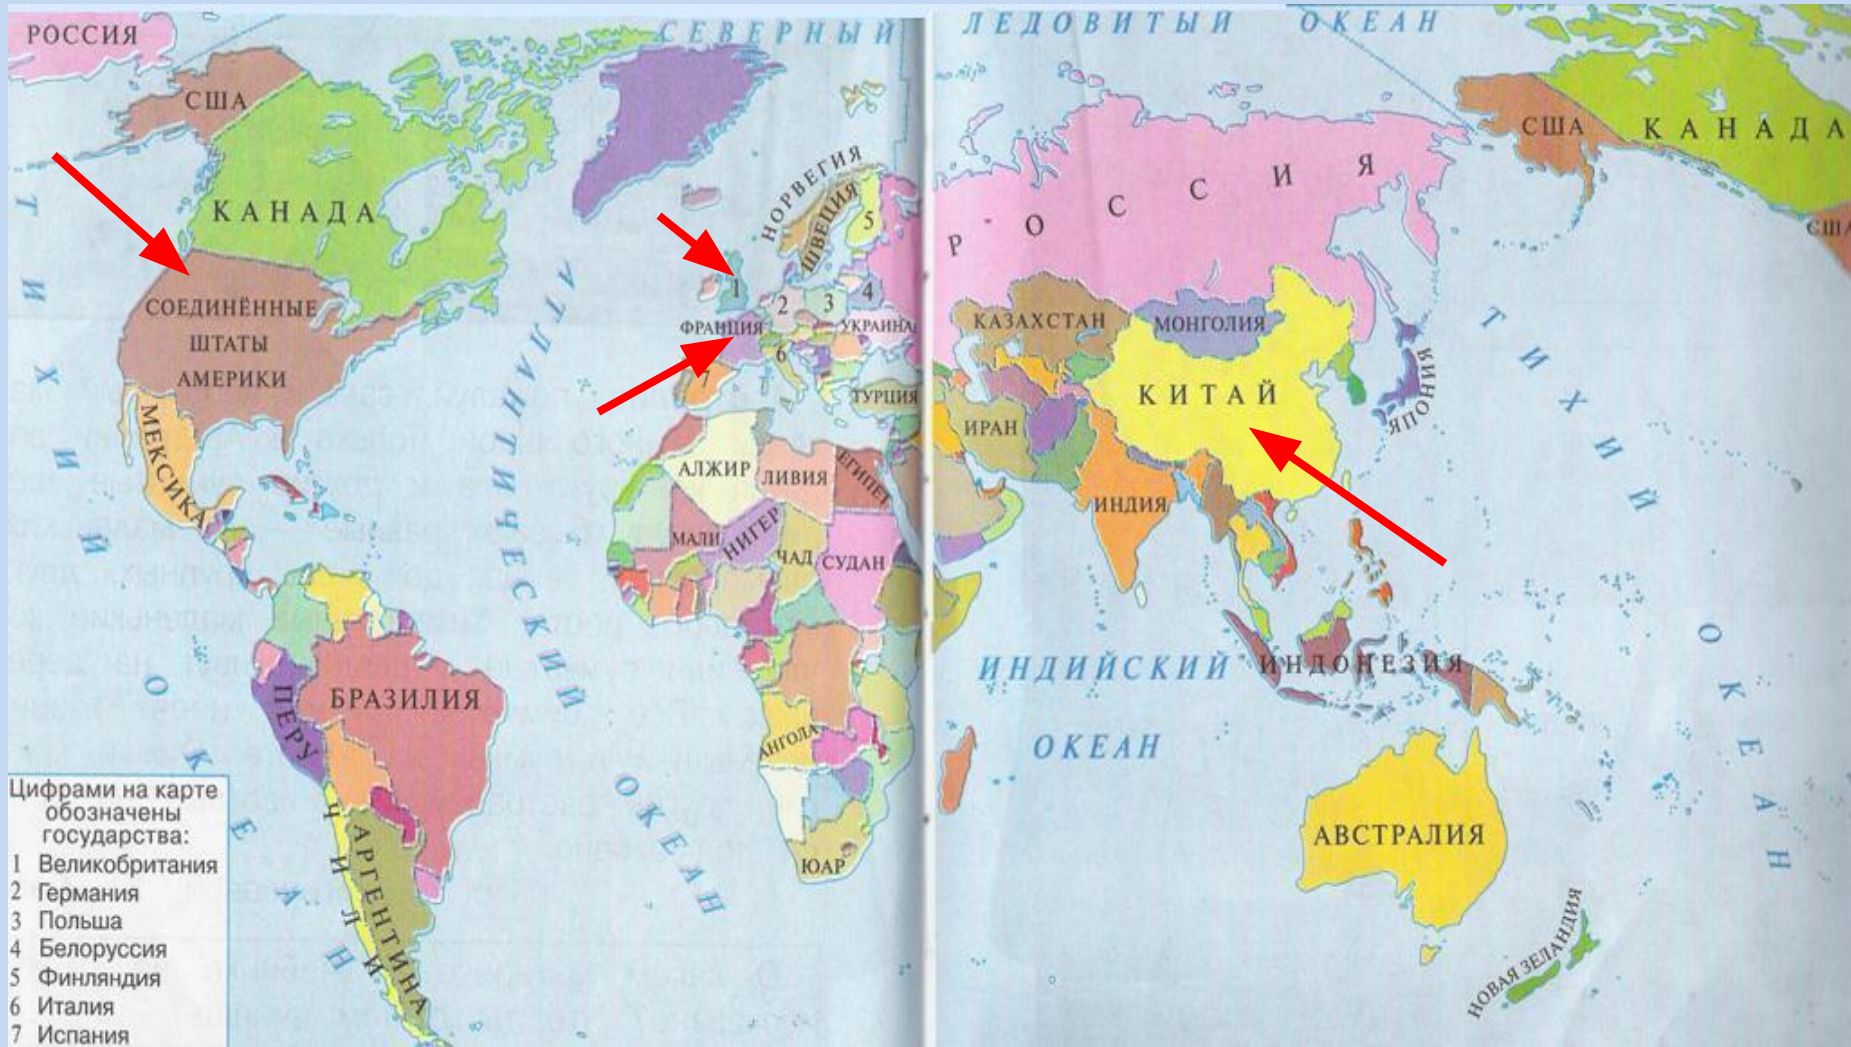 РОССИЯ
США
КАНАДА
СОЕДИНЁННЫЕ
ШТАТЫ
АМЕРИКИ
МЕКСИКА
СЕВЕРНЫЙ
ЛЕДОВИТЫЙ ОКЕАН
ТИХИЙ
ОКЕАН
АТЛАНТИЧЕСКИЙ
ОКЕАН
ПЕРУ
БРАЗИЛИЯ
ЧИЛИ
АРГЕНТИНА
НОРВЕГИЯ
ШВЕЦИЯ
5
1
2
3
4
ФРАНЦИЯ
УКРАИНА
6
7
ТУРЦИЯ
АЛЖИР
ЛИВИЯ
ЕГИПЕТ
МАЛИ
НИГЕР
ЧАД
СУДАН
АНГОЛА
ЮАР
РОССИЯ
США
КАНАДА
США
КАЗАХСТАН
МОНГОЛИЯ
КИТАЙ
ЯПОНИЯ
ИРАН
ИНДИЯ
ТИХИЙ
ОКЕАН
ИНДИЙСКИЙ
ОКЕАН
ИНДОНЕЗИЯ
АВСТРАЛИЯ
НОВАЯ ЗЕЛАНДИЯ
Цифрами на карте
обозначены
государства:
1 Великобритания
2 Германия
3 Польша
4 Белоруссия
5 Финляндия
6 Италия
7 Испания